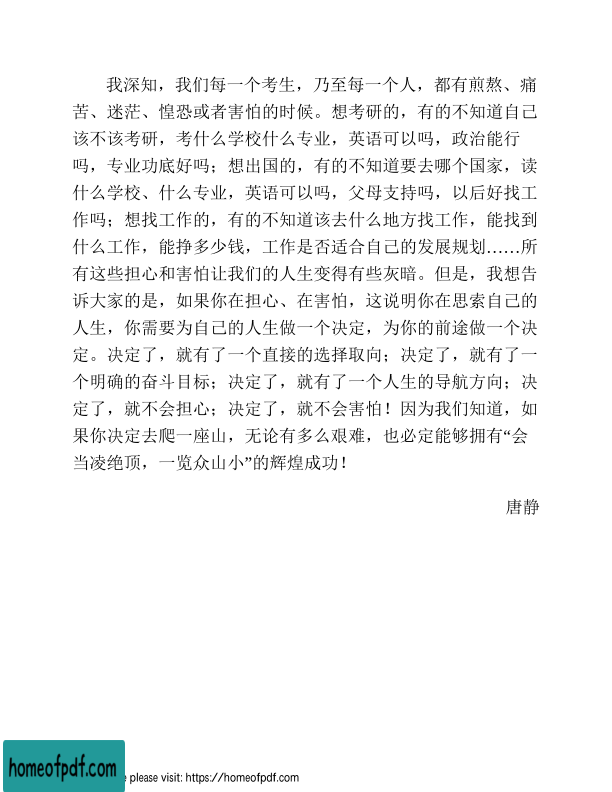 我深知，我们每一个考生，乃至每一个人，都有煎熬、痛
苦、迷茫、惶恐或者害怕的时候。想考研的，有的不知道自己
该不该考研，考什么学校什么专业，英语可以吗，政治能行
吗，专业功底好吗；想出国的，有的不知道要去哪个国家，读
什么学校、什么专业，英语可以吗，父母支持吗，以后好找工
作吗；想找工作的，有的不知道该去什么地方找工作，能找到
什么工作，能挣多少钱，工作是否适合自己的发展规划……所
有这些担心和害怕让我们的人生变得有些灰暗。但是，我想告
诉大家的是，如果你在担心、在害怕，这说明你在思索自己的
人生，你需要为自己的人生做一个决定，为你的前途做一个决
定。决定了，就有了一个直接的选择取向；决定了，就有了一
个明确的奋斗目标；决定了，就有了一个人生的导航方向；决
定了，就不会担心；决定了，就不会害怕！因为我们知道，如
果你决定去爬一座山，无论有多么艰难，也必定能够拥有“会
当凌绝顶，一览众山小”的辉煌成功！
唐静
homeofpdf.com
e please visit: https://homeofpdf.com